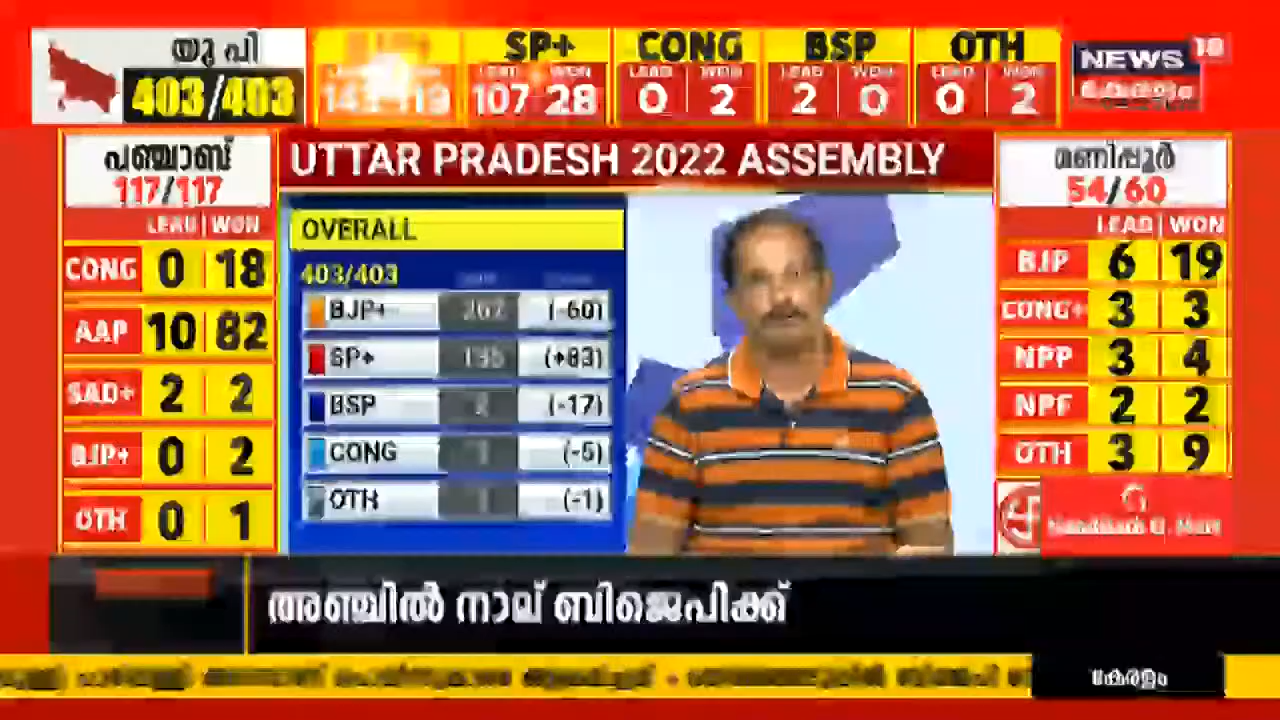 യു പി
403/403
SP+
LEAD WON
107 28
CONG
LEAD WON
0 2
BSP
LEAD WON
2 0
OTH
LEAD WON
0 2
NEWS 18
കേരളം
പഞ്ചാബ്
117/117
LEAD WON
CONG 0 18
AAP 10 82
SAD+ 2 2
BJP+ 0 2
OTH 0 1
UTTAR PRADESH 2022 ASSEMBLY
OVERALL
403/403
BJP+ (-60)
SP+ (+83)
BSP 2 (-17)
CONG (-5)
OTH (-1)
മണിപ്പൂർ
54/60
LEAD WON
BJP 6 19
CONG+ 3 3
NPP 3 4
NPF 2 2
OTH 3 9
അഞ്ചിൽ നാല് ബിജെപിക്ക്
കേരളം